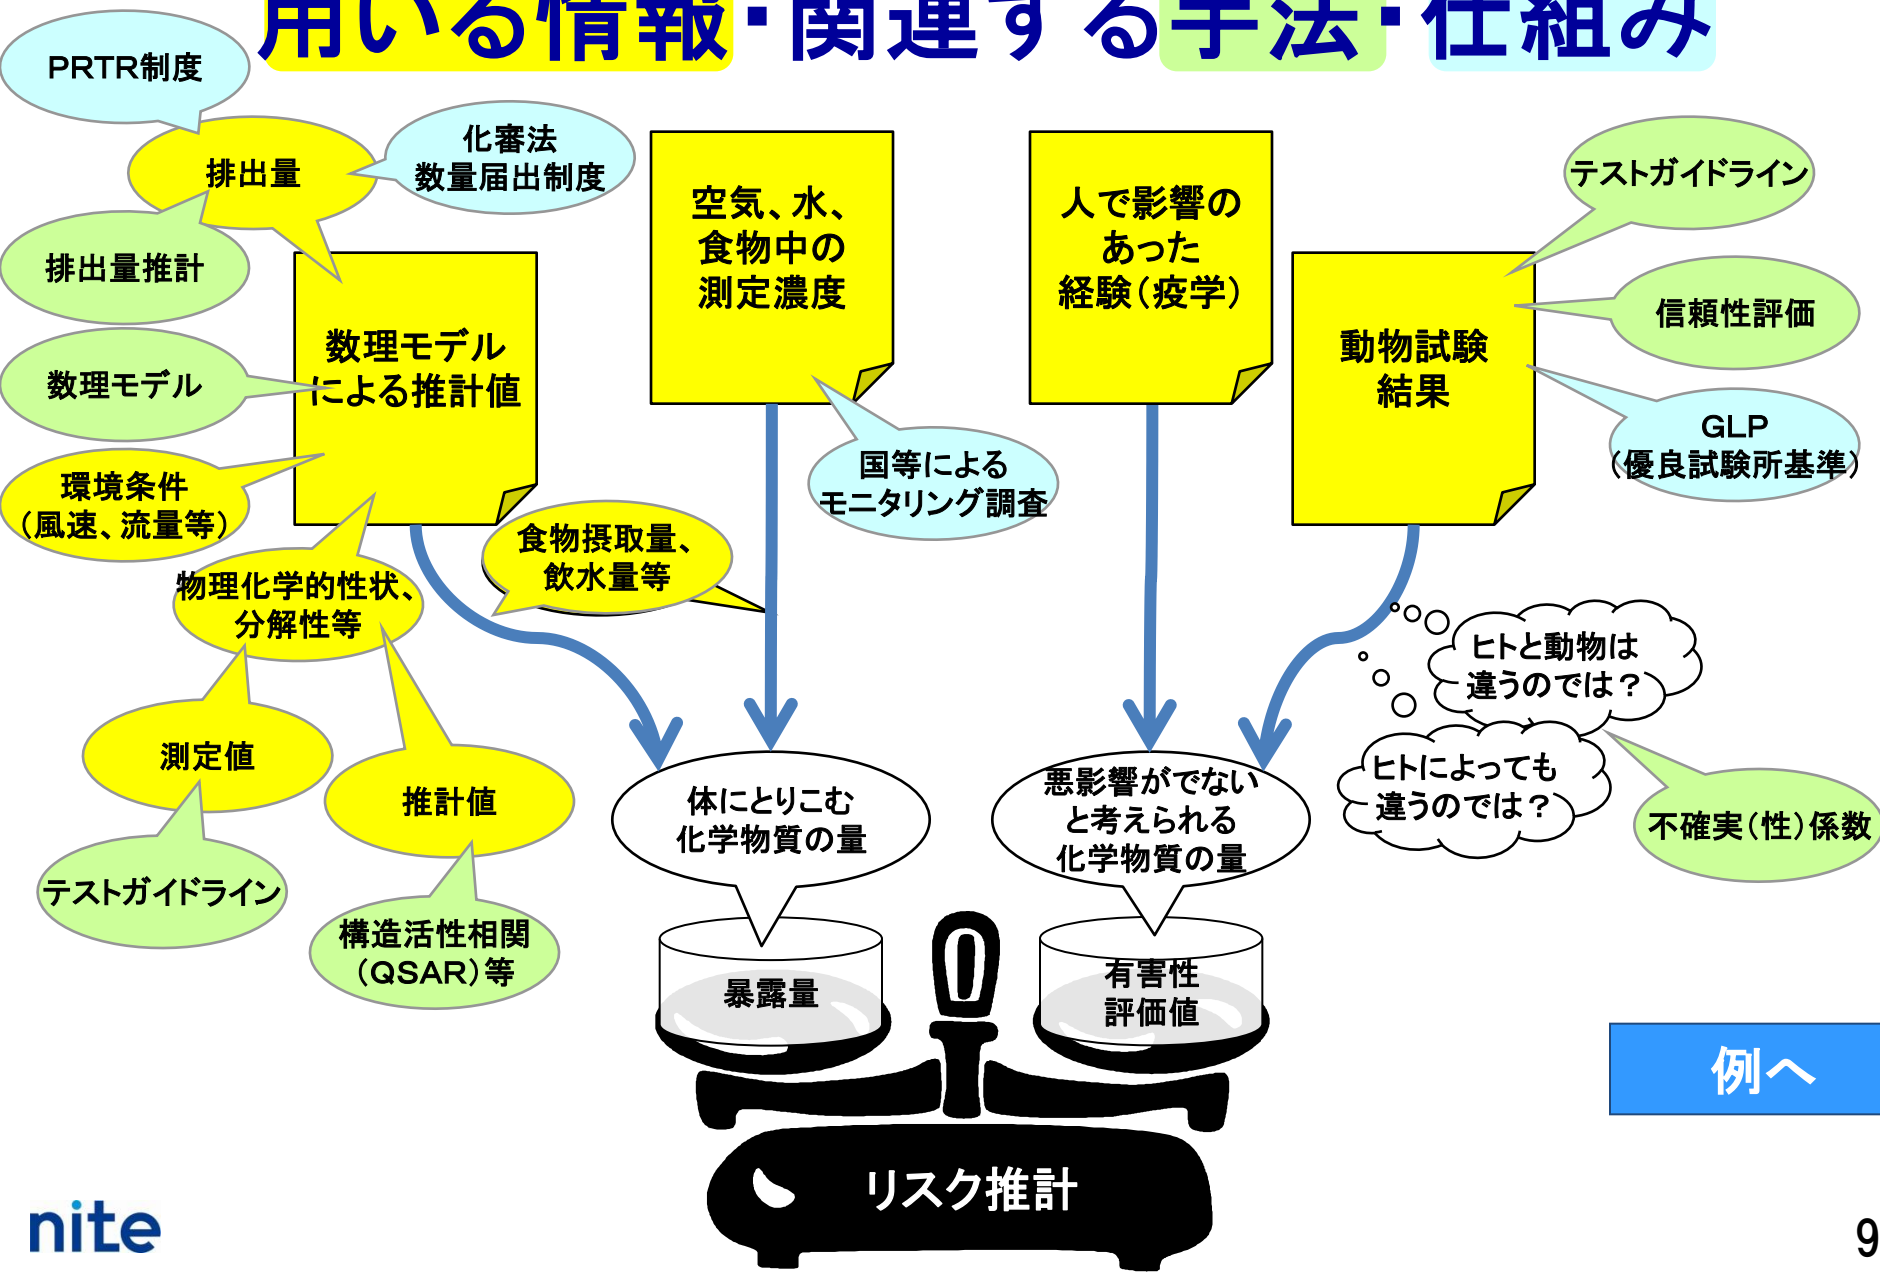 用いる情報・関連する手法・仕組み
PRTR制度
排出量
化審法
数量届出制度
排出量推計
数理モデル
環境条件
（風速、流量等）
数理モデル
による推計値
物理化学的性状、
分解性等
測定値
推計値
テストガイドライン
構造活性相関
（QSAR）等
空気、水、
食物中の
測定濃度
国等による
モニタリング調査
食物摂取量、
飲水量等
人で影響の
あった
経験（疫学）
動物試験
結果
テストガイドライン
信頼性評価
GLP
（優良試験所基準）
ヒトと動物は
違うのでは？
ヒトによっても
違うのでは？
不確実（性）係数
体にとりこむ
化学物質の量
悪影響がでない
と考えられる
化学物質の量
暴露量
有害性
評価値
リスク推計
例へ
nite
9